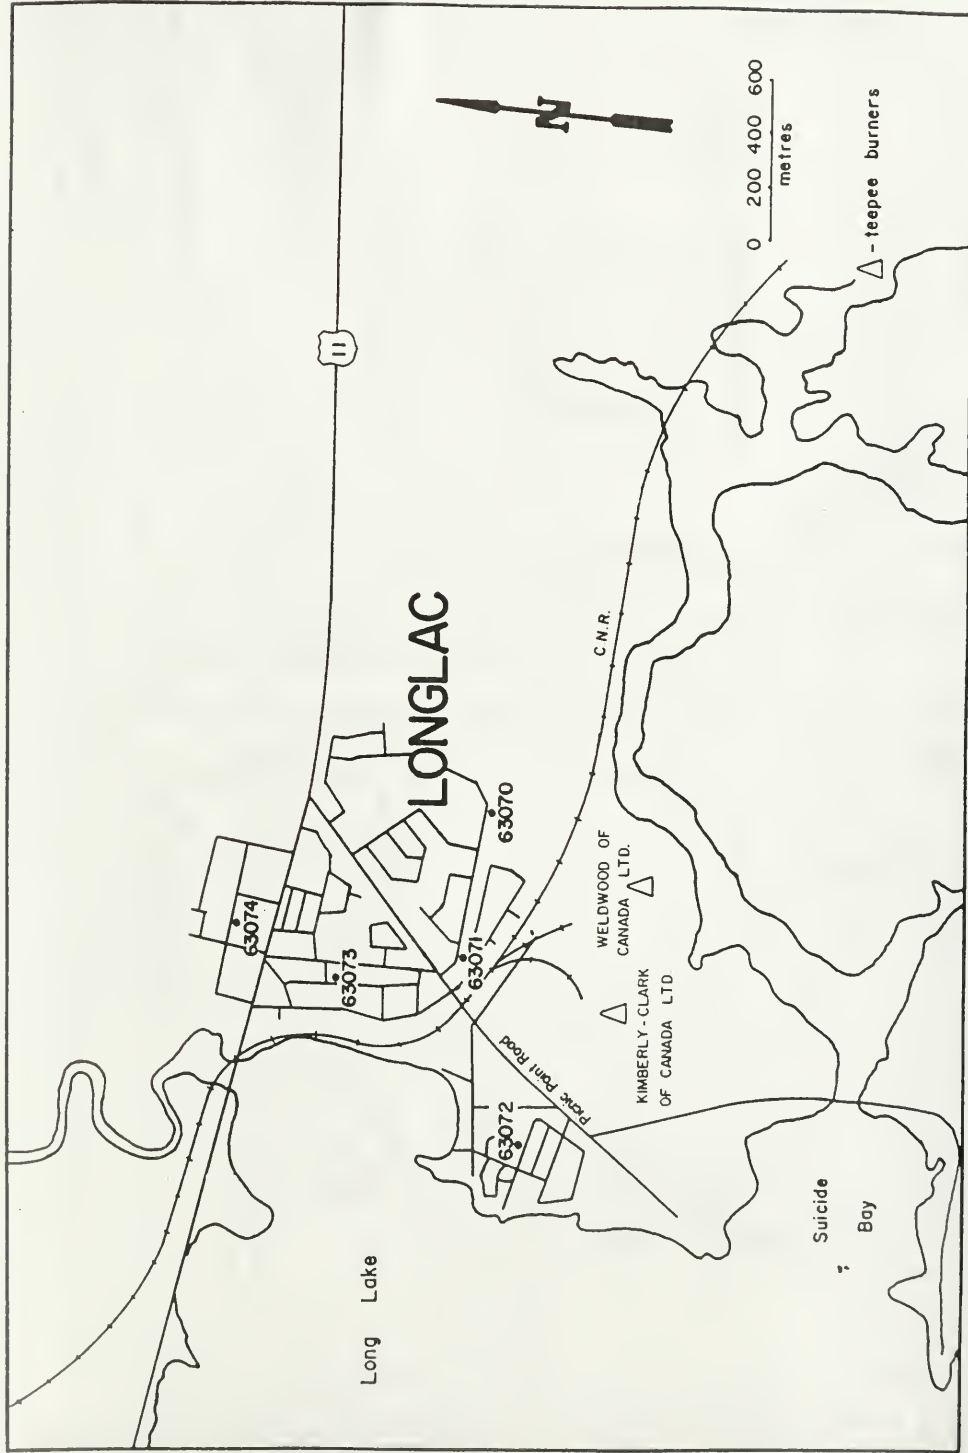 11
LONGLAC
N
0 200 400 600
metres
△ - teepee burners
63074
63073
63071
63070
63072
C.N.R.
Picnic Point Road
WELDWOOD OF
CANADA LTD.
KIMBERLY-CLARK
OF CANADA LTD
Long Lake
Suicide
Bay